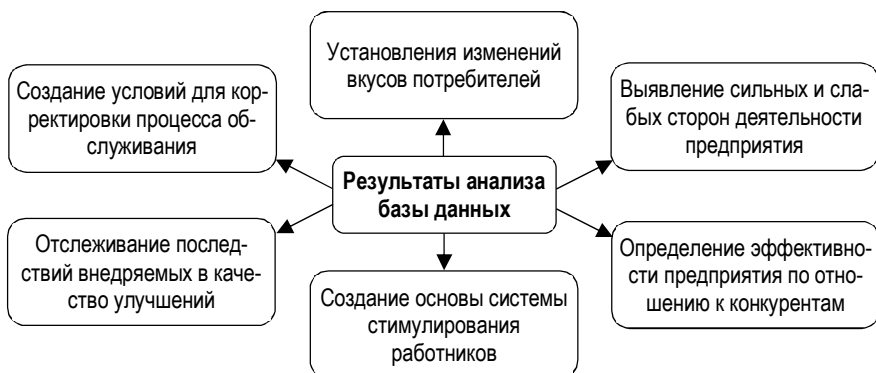 Установления изменений
вкусов потребителей
Создание условий для кор-
ректировки процесса об-
служивания
Выявление сильных и сла-
бых сторон деятельности
предприятия
Результаты анализа
базы данных
Отслеживание послед-
ствий внедряемых в каче-
ство улучшений
Определение эффективно-
сти предприятия по отно-
шению к конкурентам
Создание основы системы
стимулирования
работников